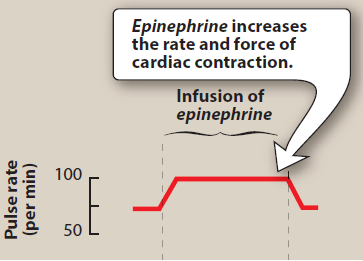 Epinephrine increases
the rate and force of
cardiac contraction.
Infusion of
epinephrine
Pulse rate
(per min)
100
50